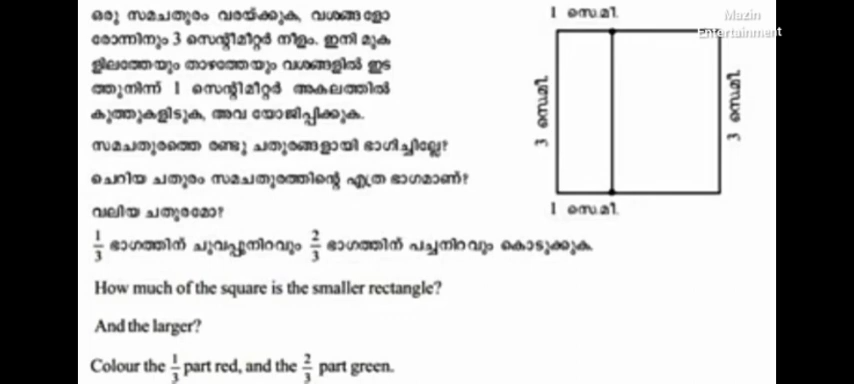 ഒരു സമചതുരം വരയ്ക്കുക, വശങ്ങളോ
രോന്നിനും 3 സെന്റീമീറ്റർ നീളം. ഇനി മുക
ളിലത്തേയും താഴത്തേയും വശങ്ങളിൽ ഇട
ത്തുനിന്ന് 1 സെന്റിമീറ്റർ അകലത്തിൽ
കുത്തുകളിടുക, അവ യോജിപ്പിക്കുക.
സമചതുരത്തെ രണ്ടു ചതുരങ്ങളായി ഭാഗിച്ചില്ലേ?
ചെറിയ ചതുരം സമചതുരത്തിന്റെ എത്ര ഭാഗമാണ്?
വലിയ ചതുരമോ?
1/3 ഭാഗത്തിന് ചുവപ്പുനിറവും 2/3 ഭാഗത്തിന് പച്ചനിറവും കൊടുക്കുക.
How much of the square is the smaller rectangle?
And the larger?
Colour the 1/3 part red, and the 2/3 part green.
1 സെ.മീ.
3 സെ.മീ.
3 സെ.മീ.
1 സെ.മീ.
Mazin
Entertainment